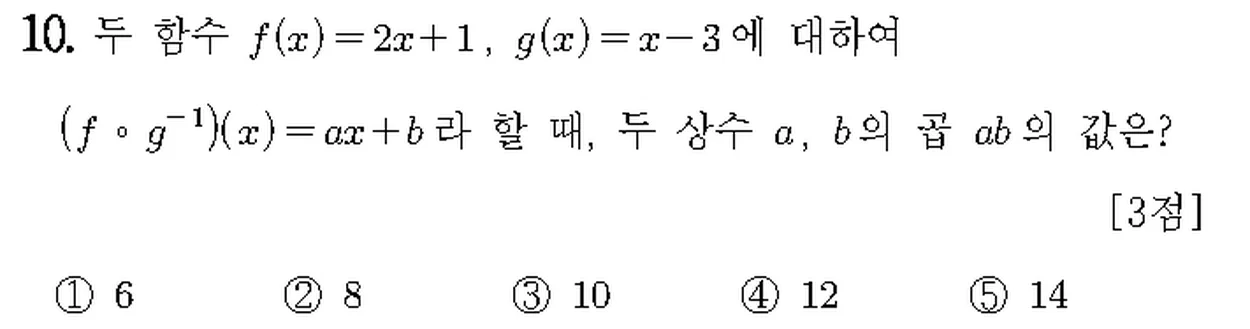 10. 두 함수 f(x)=2x+1, g(x)=x-3에 대하여
(f∘g⁻¹)(x)=ax+b라 할 때, 두 상수 a, b의 곱 ab의 값은?
[3점]
① 6 ② 8 ③ 10 ④ 12 ⑤ 14